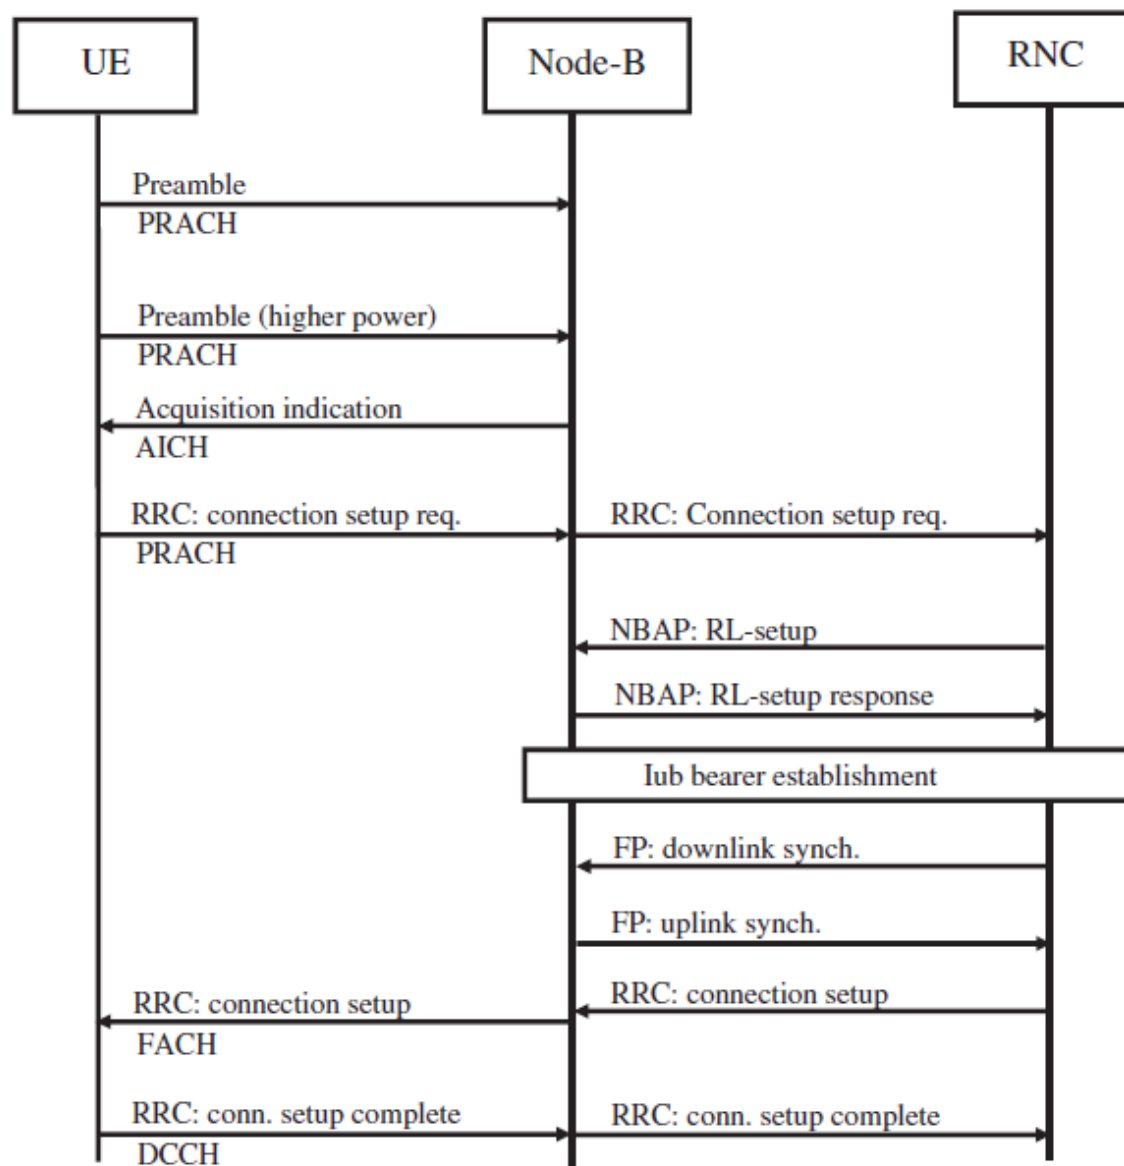 UE
Node-B
RNC
Preamble
PRACH
Preamble (higher power)
PRACH
Acquisition indication
AICH
RRC: connection setup req.
RRC: Connection setup req.
PRACH
NBAP: RL-setup
NBAP: RL-setup response
Iub bearer establishment
FP: downlink synch.
FP: uplink synch.
RRC: connection setup
RRC: connection setup
FACH
RRC: conn. setup complete
RRC: conn. setup complete
DCCH